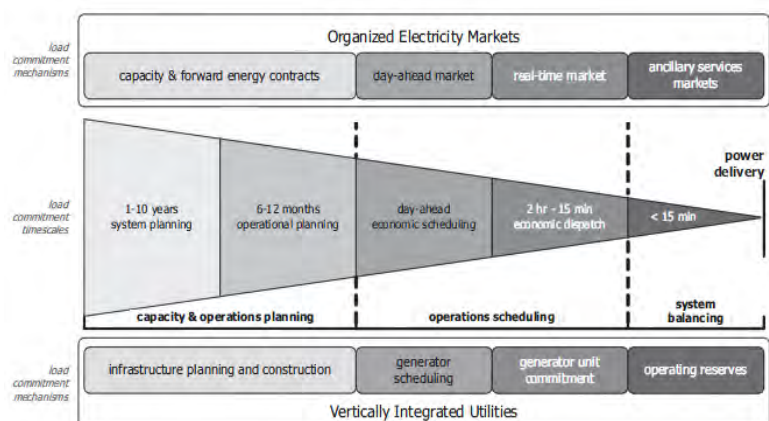 Organized Electricity Markets
load
commitment
mechanisms
capacity & forward energy contracts
day-ahead market
real-time market
ancillary services
markets
power
delivery
load
commitment
timescales
1-10 years
system planning
6-12 months
operational planning
day-ahead
economic scheduling
2 hr - 15 min
economic dispatch
< 15 min
capacity & operations planning
operations scheduling
system
balancing
load
commitment
mechanisms
infrastructure planning and construction
generator
scheduling
generator unit
commitment
operating reserves
Vertically Integrated Utilities